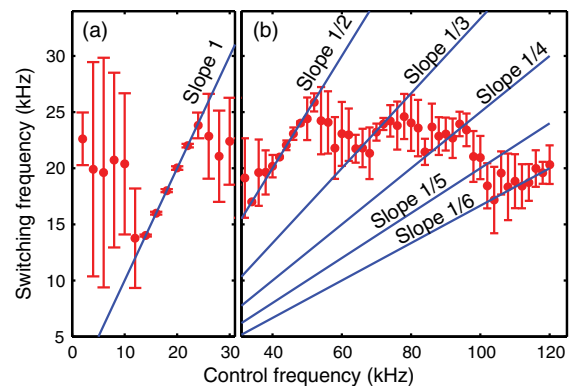 (a)
(b)
Slope 1
Slope 1/2
Slope 1/3
Slope 1/4
Slope 1/5
Slope 1/6
Switching frequency (kHz)
30
25
20
15
10
5
0 10 20 30
40 60 80 100 120
Control frequency (kHz)